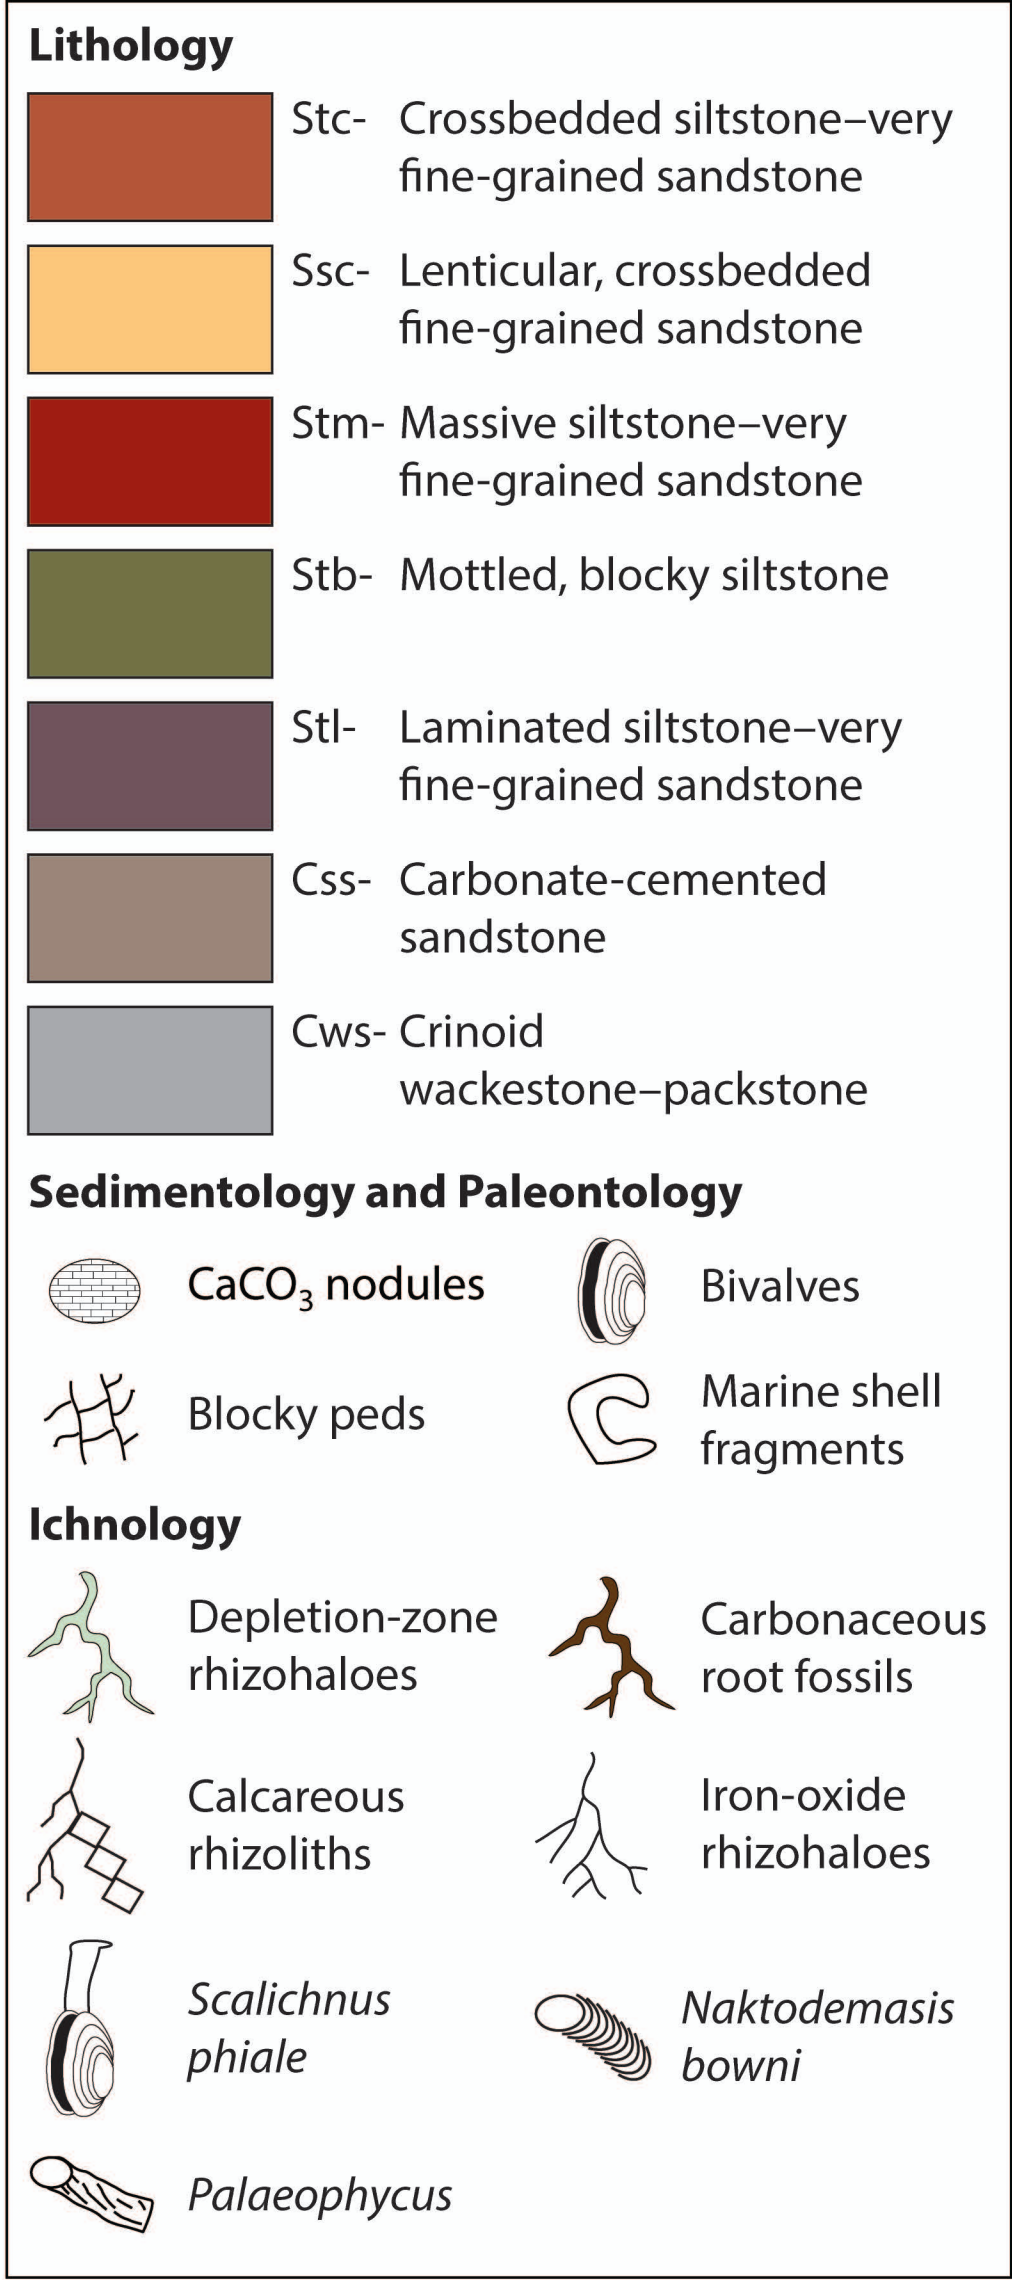 Lithology
Stc- Crossbedded siltstone–very
fine-grained sandstone
Ssc- Lenticular, crossbedded
fine-grained sandstone
Stm- Massive siltstone–very
fine-grained sandstone
Stb- Mottled, blocky siltstone
Stl- Laminated siltstone–very
fine-grained sandstone
Css- Carbonate-cemented
sandstone
Cws- Crinoid
wackestone–packstone
Sedimentology and Paleontology
CaCO₃ nodules
Bivalves
Blocky peds
Marine shell
fragments
Ichnology
Depletion-zone
rhizohaloes
Carbonaceous
root fossils
Calcareous
rhizoliths
Iron-oxide
rhizohaloes
Scalichnus
phiale
Naktodemasis
bowni
Palaeophycus